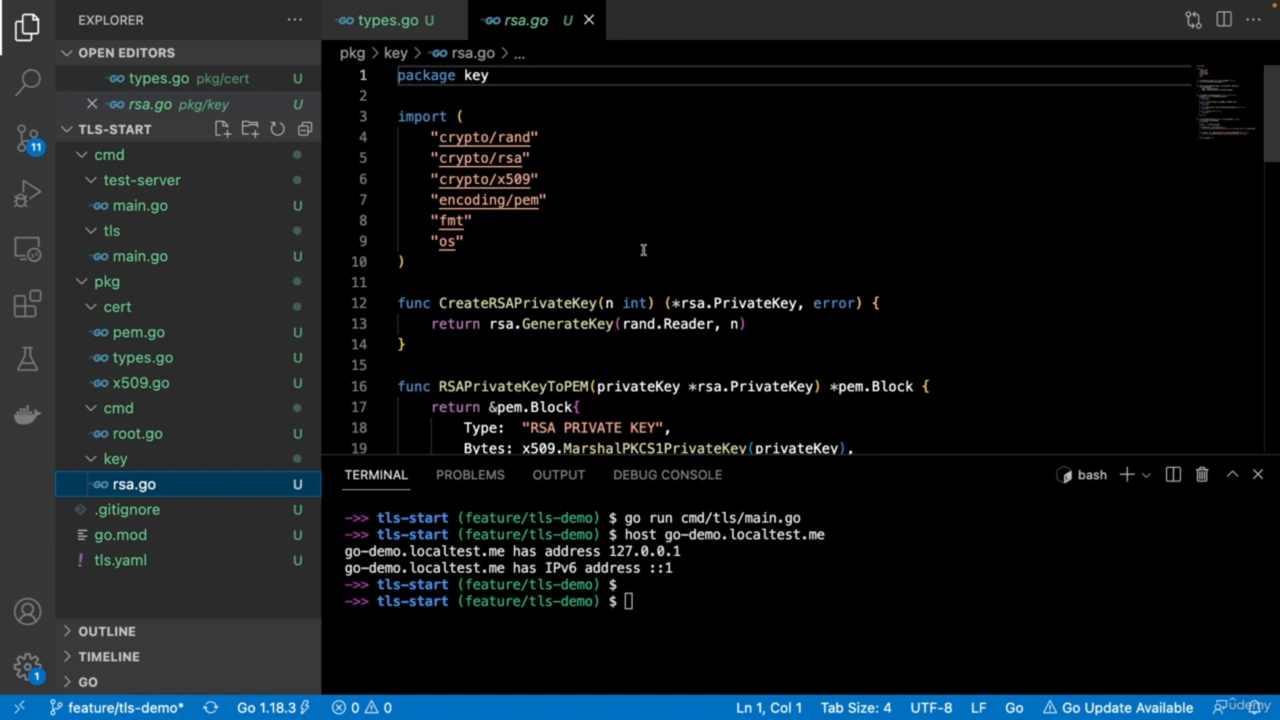 EXPLORER
types.go U
rsa.go U
OPEN EDITORS
pkg > key > rsa.go > ...
types.go pkg/cert U
rsa.go pkg/key U
TLS-START
11
cmd
test-server
main.go U
tls
main.go U
pkg
cert
pem.go U
types.go U
x509.go U
cmd
root.go U
key
rsa.go U
.gitignore U
go.mod U
tls.yaml U
OUTLINE
TIMELINE
GO
1
1 package key
2
3 import (
4 "crypto/rand"
5 "crypto/rsa"
6 "crypto/x509"
7 "encoding/pem"
8 "fmt"
9 "os"
10 )
11
12 func CreateRSAPrivateKey(n int) (*rsa.PrivateKey, error) {
13 return rsa.GenerateKey(rand.Reader, n)
14 }
15
16 func RSAPrivateKeyToPEM(privateKey *rsa.PrivateKey) *pem.Block {
17 return &pem.Block{
18 Type: "RSA PRIVATE KEY",
19 Bytes: x509.MarshalPKCS1PrivateKey(privateKey),
TERMINAL PROBLEMS OUTPUT DEBUG CONSOLE bash
->> tls-start (feature/tls-demo) $ go run cmd/tls/main.go
->> tls-start (feature/tls-demo) $ host go-demo.localtest.me
go-demo.localtest.me has address 127.0.0.1
go-demo.localtest.me has IPv6 address ::1
->> tls-start (feature/tls-demo) $
->> tls-start (feature/tls-demo) $
feature/tls-demo* Go 1.18.3 0 0 Ln 1, Col 1 Tab Size: 4 UTF-8 LF Go Go Update Available
Udemy